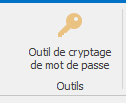 Outil de cryptage
de mot de passe
Outils